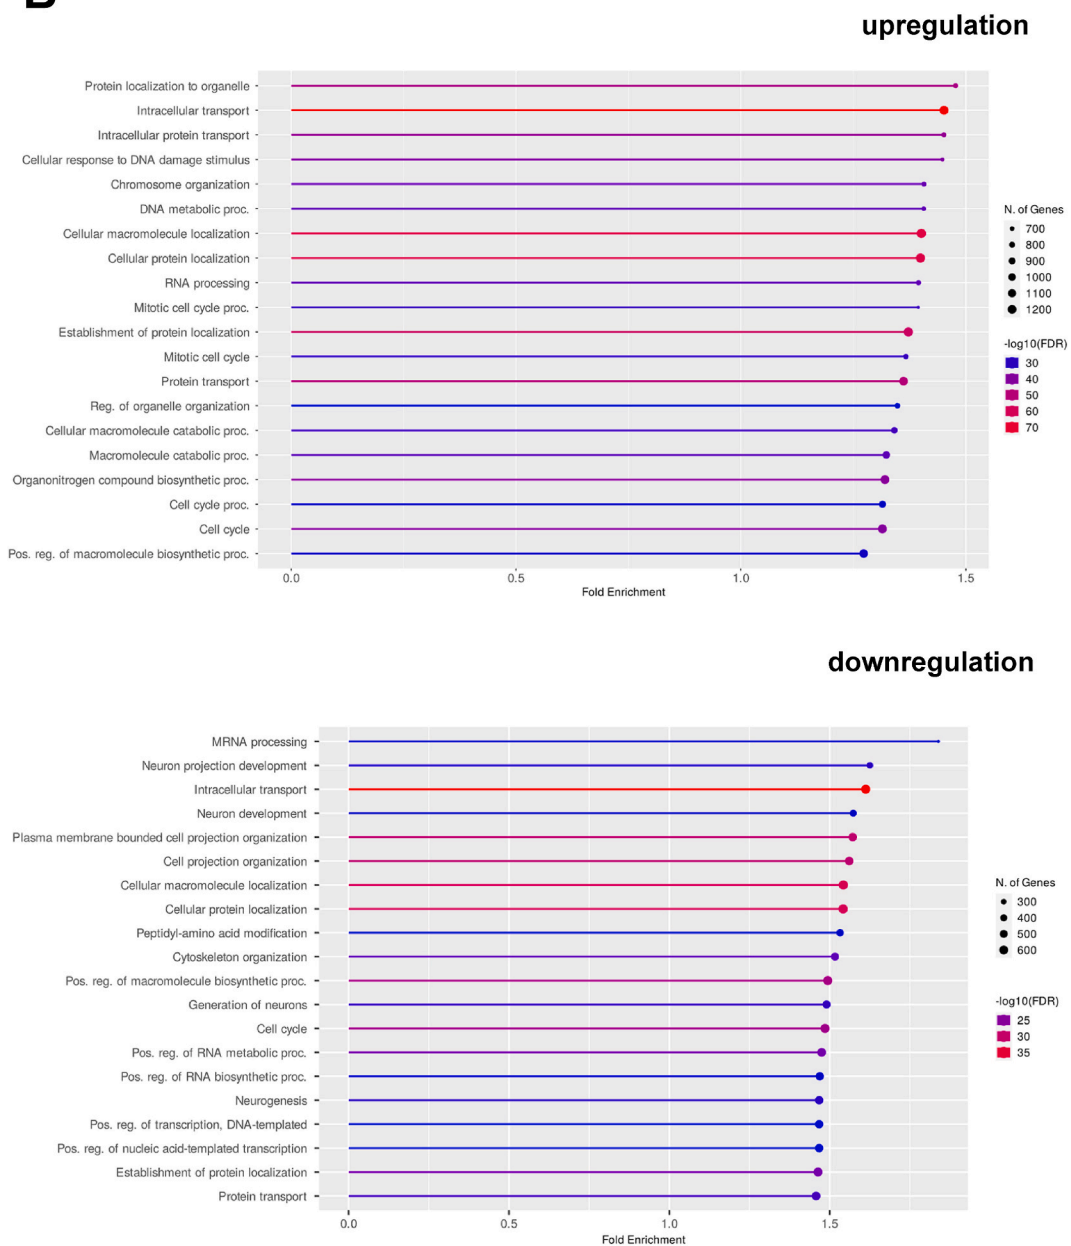 B
upregulation
Protein localization to organelle
Intracellular transport
Intracellular protein transport
Cellular response to DNA damage stimulus
Chromosome organization
DNA metabolic proc.
Cellular macromolecule localization
Cellular protein localization
RNA processing
Mitotic cell cycle proc.
Establishment of protein localization
Mitotic cell cycle
Protein transport
Reg. of organelle organization
Cellular macromolecule catabolic proc.
Macromolecule catabolic proc.
Organonitrogen compound biosynthetic proc.
Cell cycle proc.
Cell cycle
Pos. reg. of macromolecule biosynthetic proc.
0.0 0.5 1.0 1.5
Fold Enrichment
N. of Genes
700
800
900
1000
1100
1200
-log10(FDR)
30
40
50
60
70
downregulation
MRNA processing
Neuron projection development
Intracellular transport
Neuron development
Plasma membrane bounded cell projection organization
Cell projection organization
Cellular macromolecule localization
Cellular protein localization
Peptidyl-amino acid modification
Cytoskeleton organization
Pos. reg. of macromolecule biosynthetic proc.
Generation of neurons
Cell cycle
Pos. reg. of RNA metabolic proc.
Pos. reg. of RNA biosynthetic proc.
Neurogenesis
Pos. reg. of transcription, DNA-templated
Pos. reg. of nucleic acid-templated transcription
Establishment of protein localization
Protein transport
0.0 0.5 1.0 1.5
Fold Enrichment
N. of Genes
300
400
500
600
-log10(FDR)
25
30
35